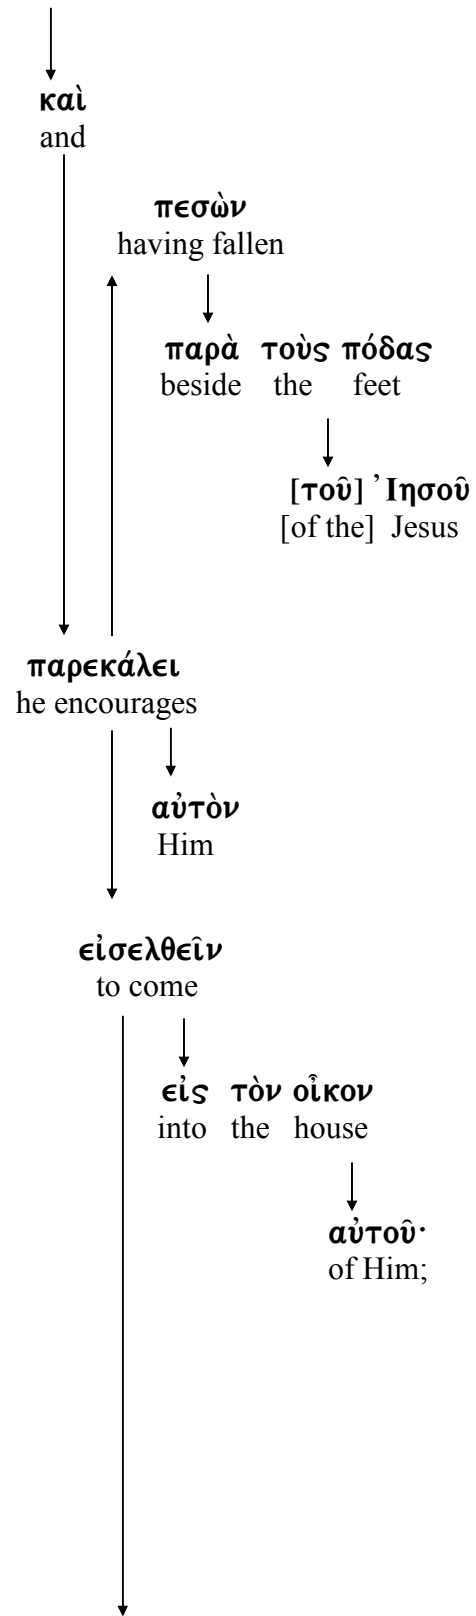 καὶ
and
πεσὼν
having fallen
παρὰ τοὺς πόδας
beside the feet
[τοῦ] Ἰησοῦ
[of the] Jesus
παρεκάλει
he encourages
αὐτὸν
Him
εἰσελθεῖν
to come
εἰς τὸν οἶκον
into the house
αὐτοῦ·
of Him;